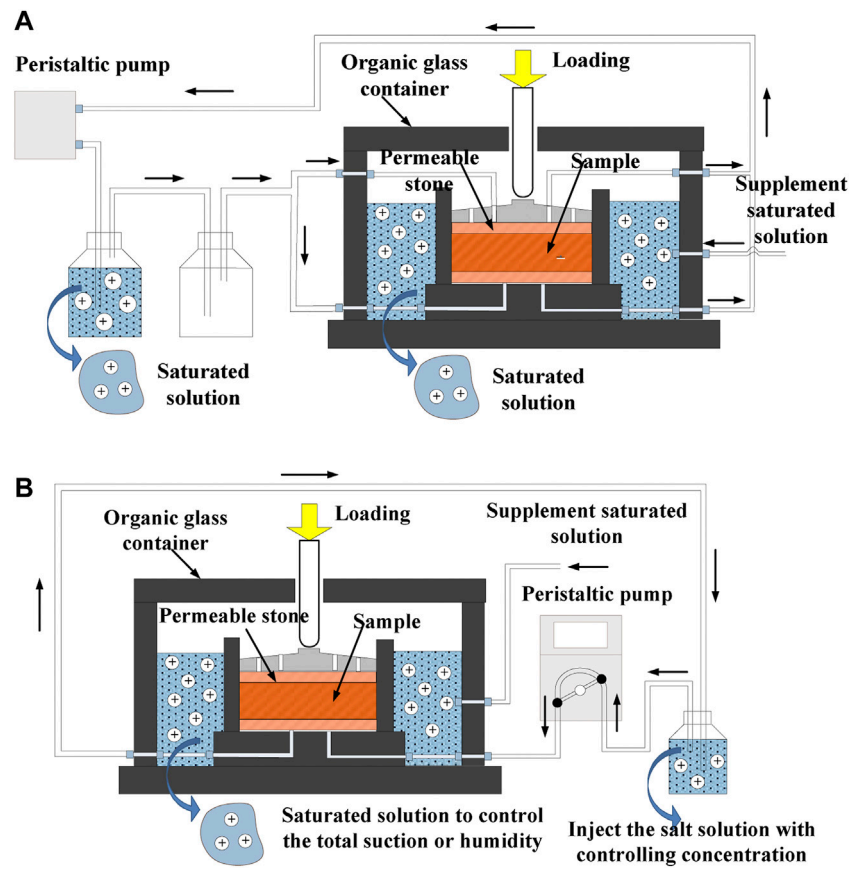 A
Peristaltic pump
Organic glass
container
Loading
Permeable
stone
Sample
Supplement
saturated
solution
Saturated
solution
Saturated
solution
B
Organic glass
container
Loading
Supplement saturated
solution
Peristaltic pump
Permeable stone
Sample
Saturated solution to control
the total suction or humidity
Inject the salt solution with
controlling concentration